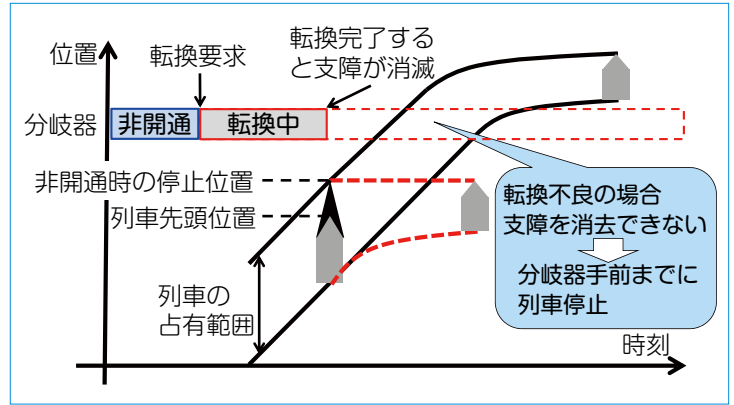 位置
転換要求
転換完了する
と支障が消滅
分岐器
非開通
転換中
非開通時の停止位置
列車先頭位置
列車の
占有範囲
転換不良の場合
支障を消去できない
分岐器手前までに
列車停止
時刻